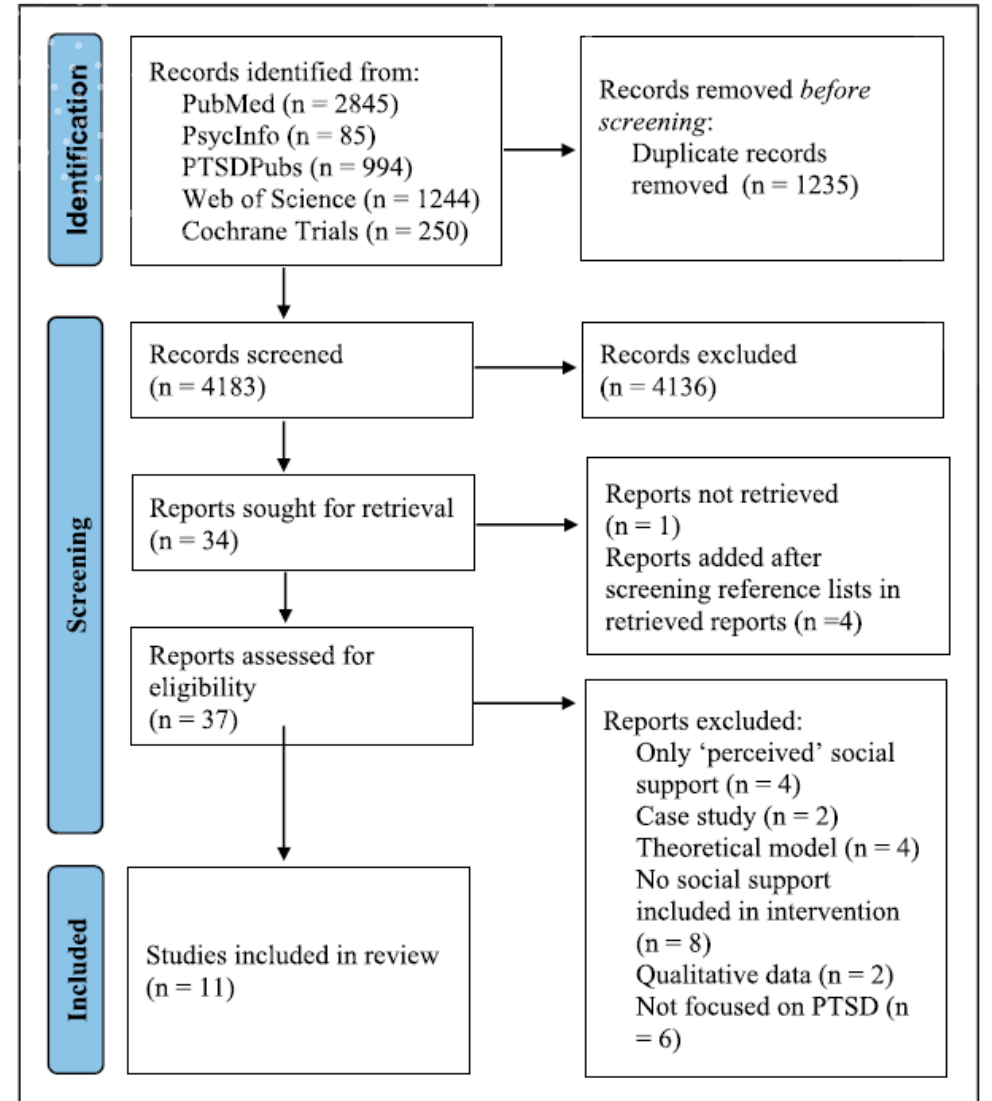 Identification
Records identified from:
PubMed (n = 2845)
PsycInfo (n = 85)
PTSDPubs (n = 994)
Web of Science (n = 1244)
Cochrane Trials (n = 250)
Records removed before
screening:
Duplicate records
removed (n = 1235)
Screening
Records screened
(n = 4183)
Records excluded
(n = 4136)
Reports sought for retrieval
(n = 34)
Reports not retrieved
(n = 1)
Reports added after
screening reference lists in
retrieved reports (n =4)
Reports assessed for
eligibility
(n = 37)
Reports excluded:
Only ‘perceived’ social
support (n = 4)
Case study (n = 2)
Theoretical model (n = 4)
No social support
included in intervention
(n = 8)
Qualitative data (n = 2)
Not focused on PTSD (n
= 6)
Included
Studies included in review
(n = 11)